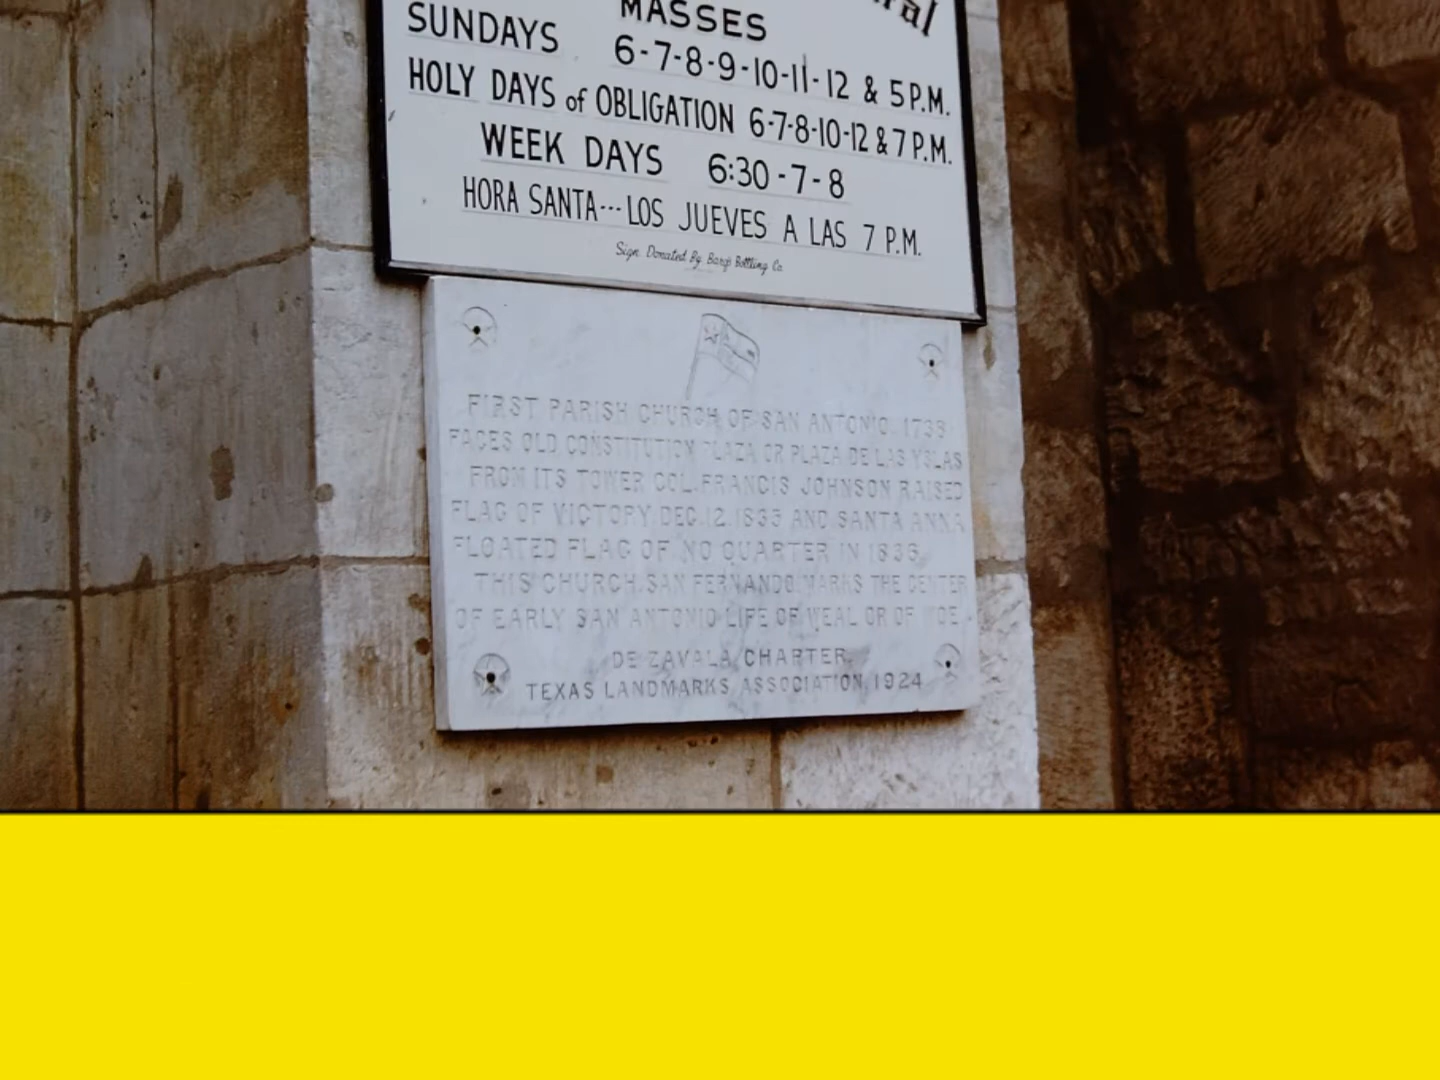 MASSES
SUNDAYS 6-7-8-9-10-11-12 & 5 P.M.
HOLY DAYS of OBLIGATION 6-7-8-10-12 & 7 P.M.
WEEK DAYS 6:30-7-8
HORA SANTA---LOS JUEVES A LAS 7 P.M.
Sign Donated By Barq's Bottling Co.
FIRST PARISH CHURCH OF SAN ANTONIO, 1738
FACES OLD CONSTITUTION PLAZA OR PLAZA DE LAS YSLAS
FROM ITS TOWER COL. FRANCIS JOHNSON RAISED
FLAG OF VICTORY DEC. 12. 1835 AND SANTA ANNA
FLOATED FLAG OF NO QUARTER IN 1836.
THIS CHURCH, SAN FERNANDO, MARKS THE CENTER
OF EARLY SAN ANTONIO LIFE OF WEAL OR OF WOE.
DE ZAVALA CHAPTER,
TEXAS LANDMARKS ASSOCIATION, 1924